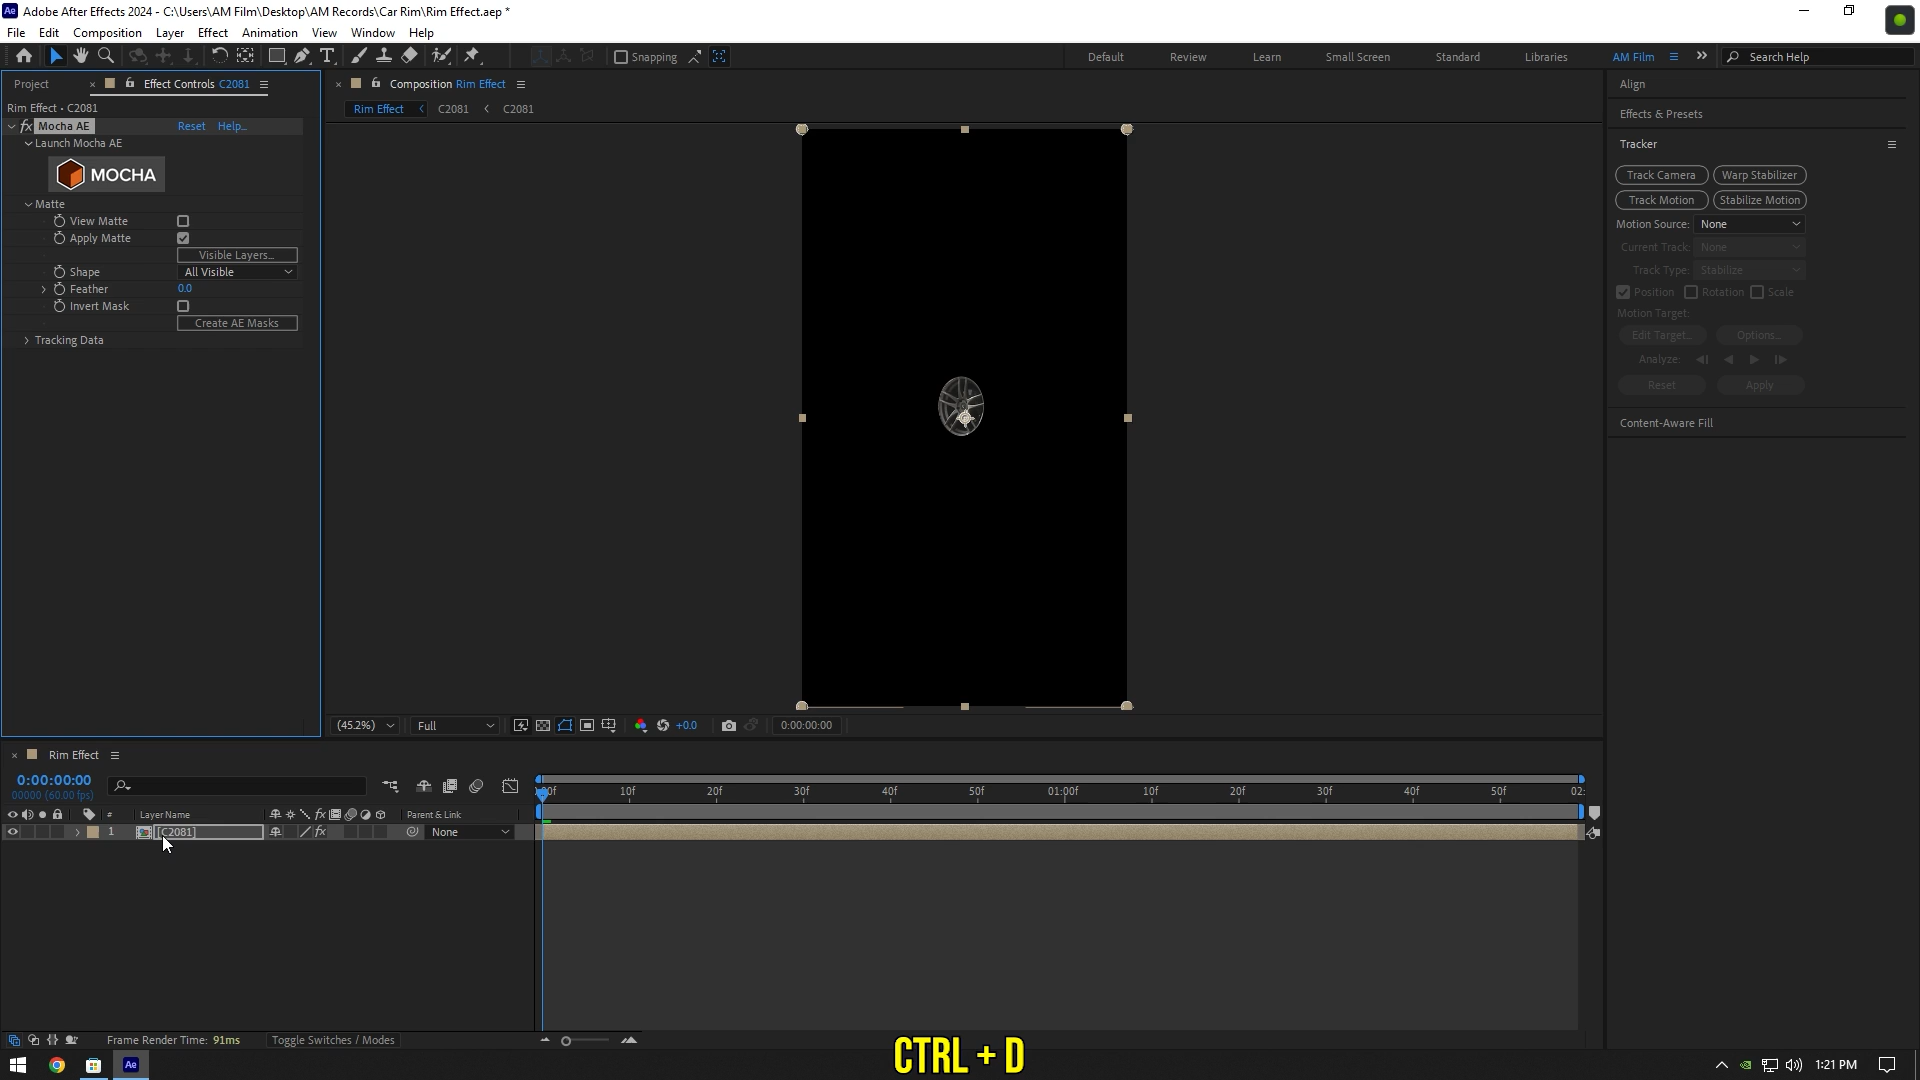 Adobe After Effects 2024 - C:\Users\AM Film\Desktop\AM Records\Car Rim\Rim Effect.aep *
File Edit Composition Layer Effect Animation View Window Help
Snapping Default Review Learn Small Screen Standard AM Film Libraries Search Help
Project Effect Controls C2081 Composition Rim Effect Align
Rim Effect • C2081
Rim Effect C2081 C2081
Effects & Presets
fx Mocha AE Reset Help...
Launch Mocha AE
MOCHA
Matte
View Matte
Apply Matte
Visible Layers...
Shape All Visible
Feather 0.0
Invert Mask
Create AE Masks
Tracking Data
Tracker
Track Camera Warp Stabilizer
Track Motion Stabilize Motion
Motion Source: None
Current Track: None
Track Type: Stabilize
Position Rotation Scale
Motion Target:
Edit Target... Options...
Analyze:
Reset Apply
Content-Aware Fill
(45.2%) Full +0.0 0:00:00:00
Rim Effect
0:00:00:00
00000 (60.00 fps)
:00f 10f 20f 30f 40f 50f 01:00f 10f 20f 30f 40f 50f 02:
# Layer Name fx Parent & Link
1 [C2081] fx None
Frame Render Time: 91ms Toggle Switches / Modes
CTRL + D
Ae 1:21 PM